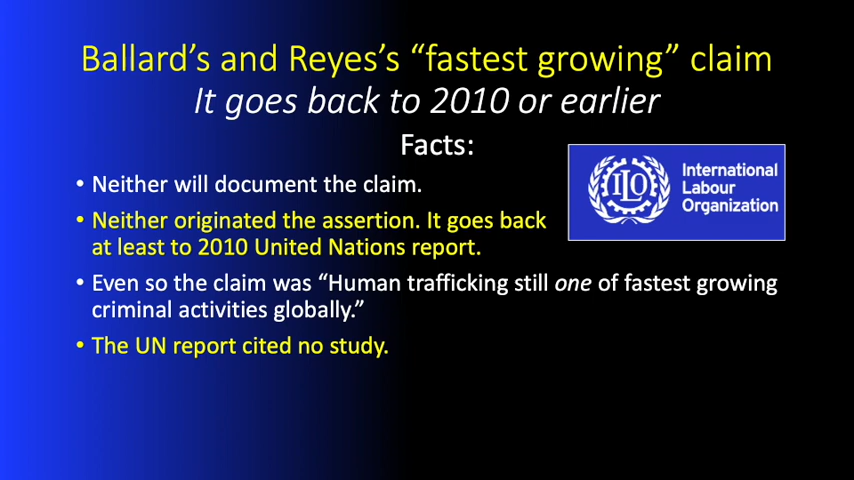 Ballard’s and Reyes’s “fastest growing” claim
It goes back to 2010 or earlier
Facts:
• Neither will document the claim.
• Neither originated the assertion. It goes back
at least to 2010 United Nations report.
• Even so the claim was “Human trafficking still one of fastest growing
criminal activities globally.”
• The UN report cited no study.
ILO
International
Labour
Organization